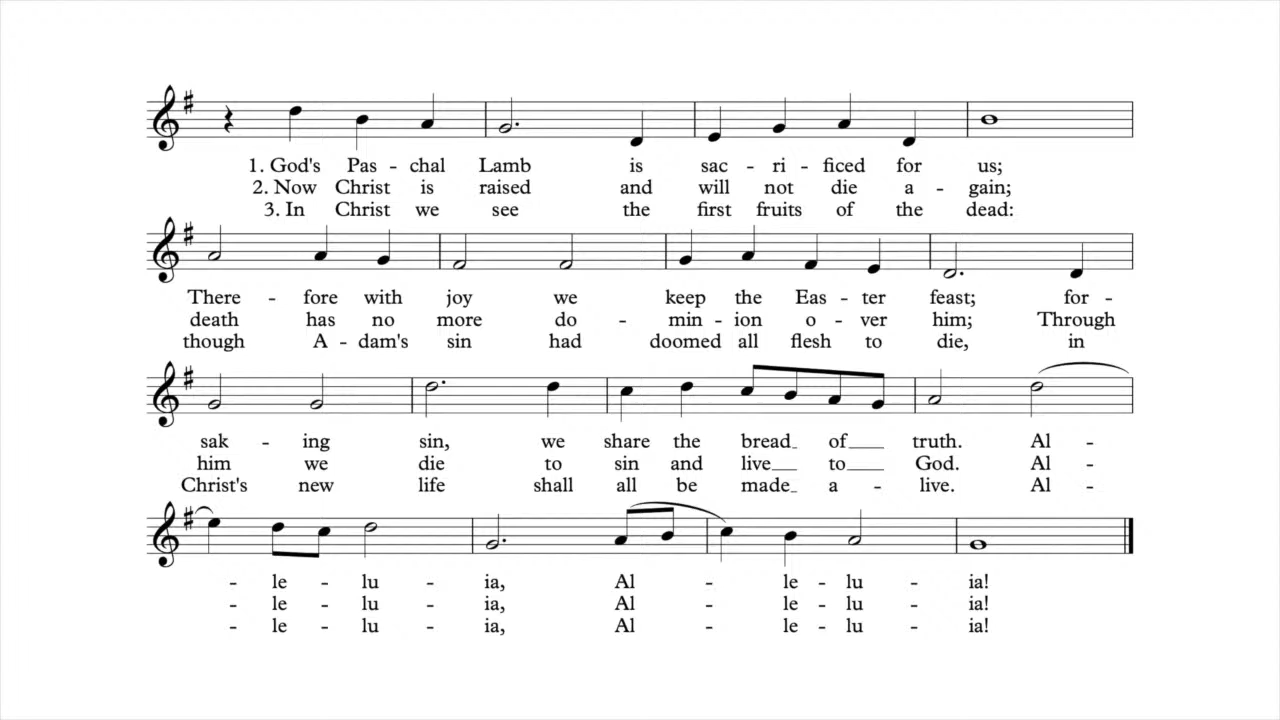 1. God's Pas - chal Lamb is sac - ri - ficed for us;
2. Now Christ is raised and will not die a - gain;
3. In Christ we see the first fruits of the dead:
There - fore with joy we keep the Eas - ter feast; for -
death has no more do - min - ion o - ver him; Through
though A - dam's sin had doomed all flesh to die, in
sak - ing sin, we share the bread of truth. Al -
him we die to sin and live to God. Al -
Christ's new life shall all be made a - live. Al -
- le - lu - ia, Al - le - lu - ia!
- le - lu - ia, Al - le - lu - ia!
- le - lu - ia, Al - le - lu - ia!